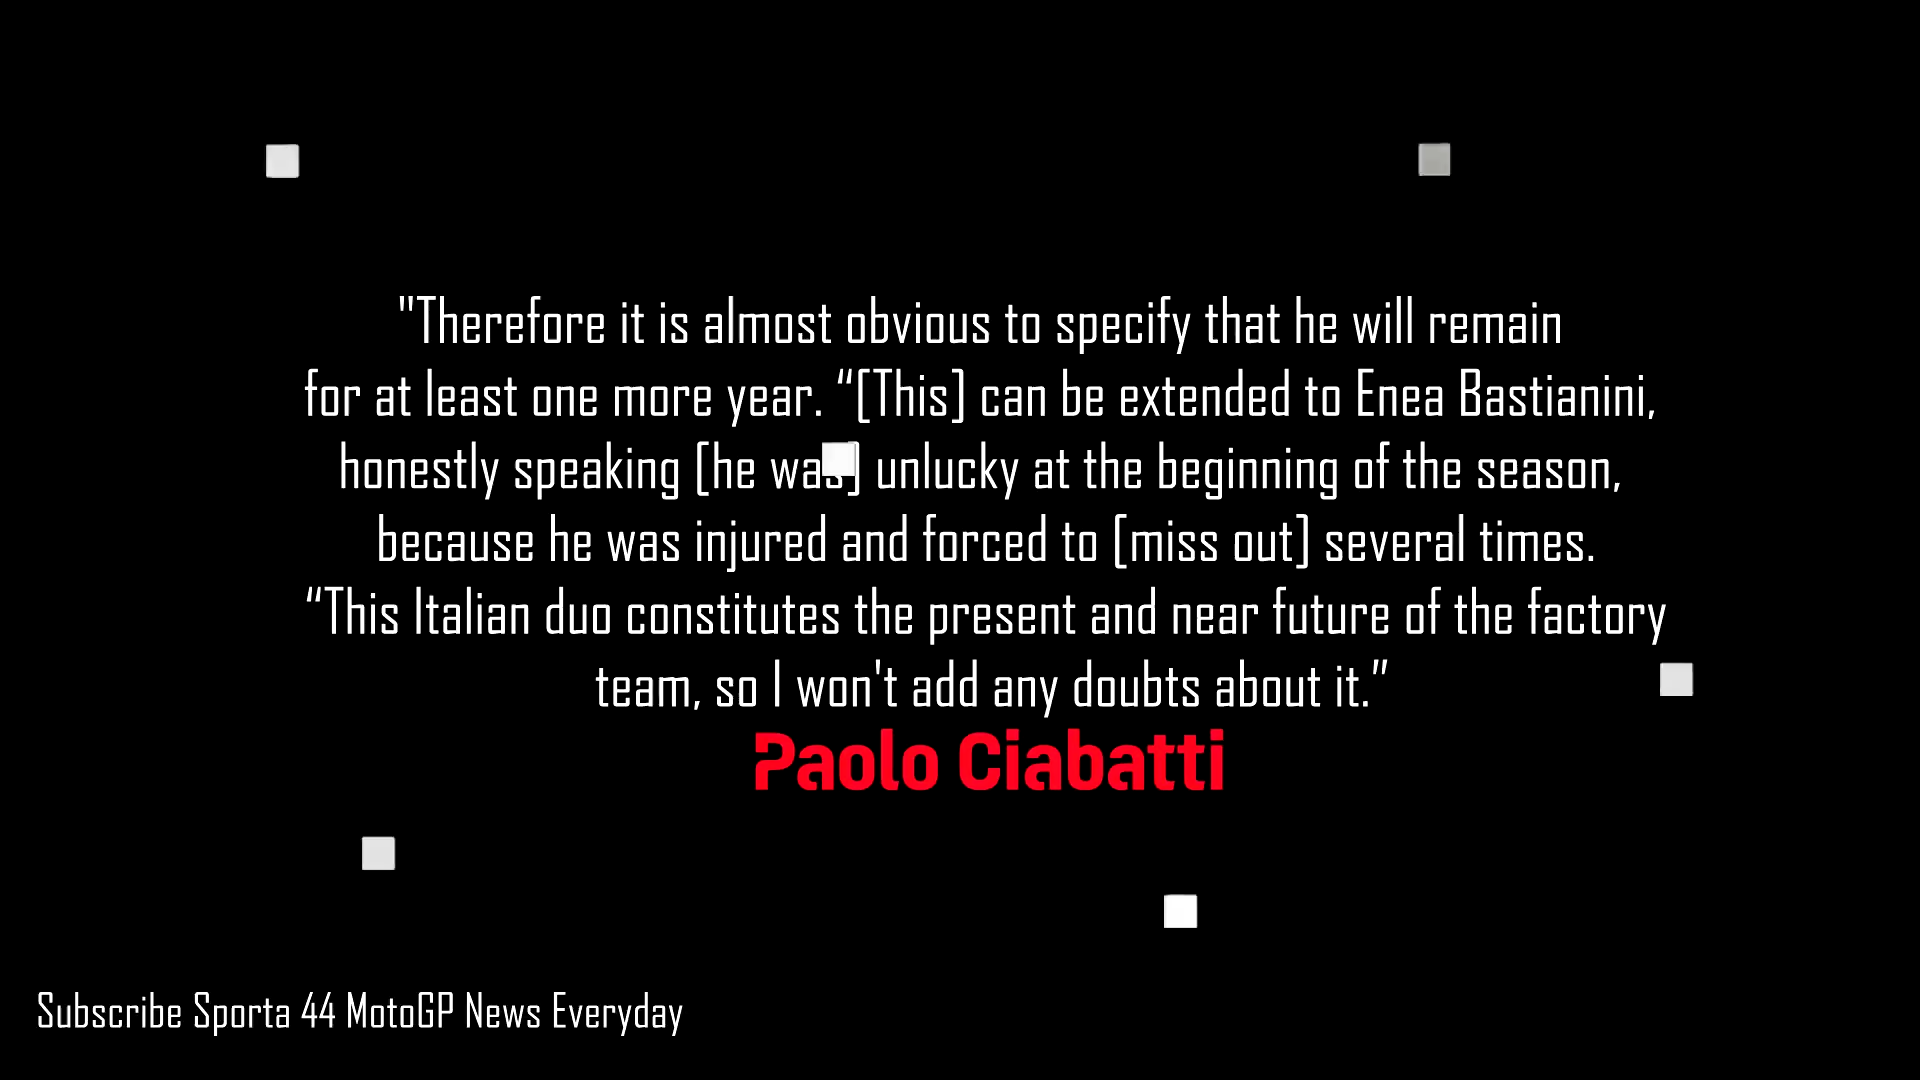 "Therefore it is almost obvious to specify that he will remain
for at least one more year. “[This] can be extended to Enea Bastianini,
honestly speaking [he was] unlucky at the beginning of the season,
because he was injured and forced to [miss out] several times.
“This Italian duo constitutes the present and near future of the factory
team, so I won't add any doubts about it.”
Paolo Ciabatti
Subscribe Sporta 44 MotoGP News Everyday